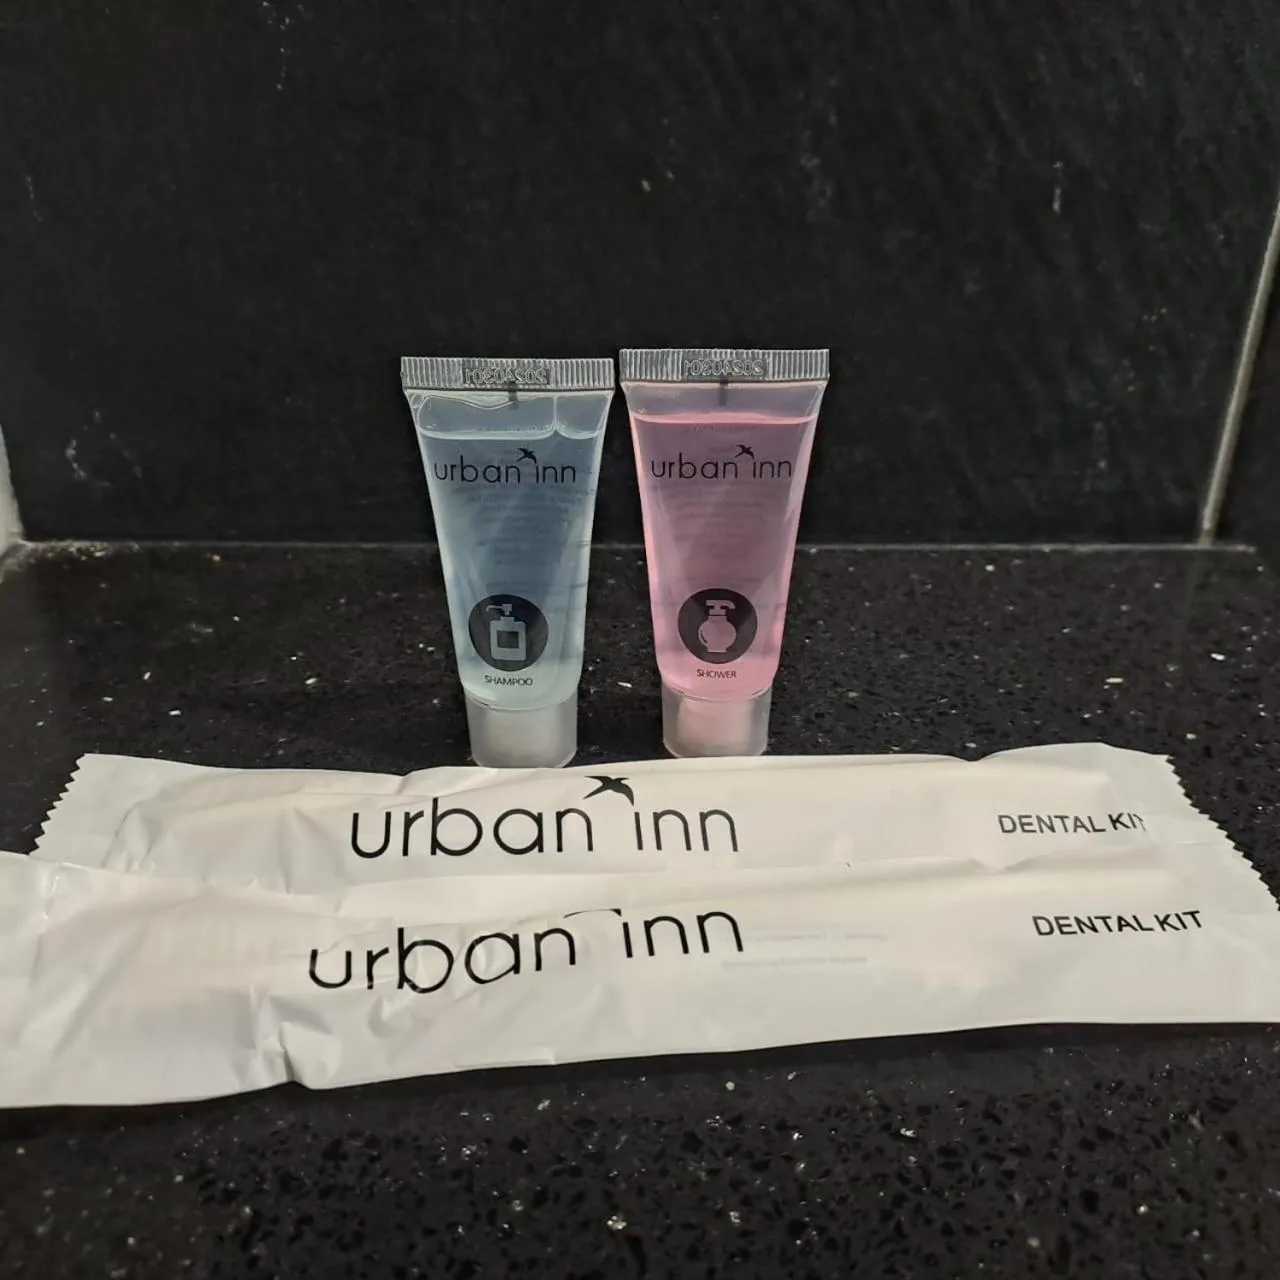 20240301
20240301
urban inn
urban inn
SHAMPOO
SHOWER
urban inn
DENTAL KIT
urban inn
DENTAL KIT